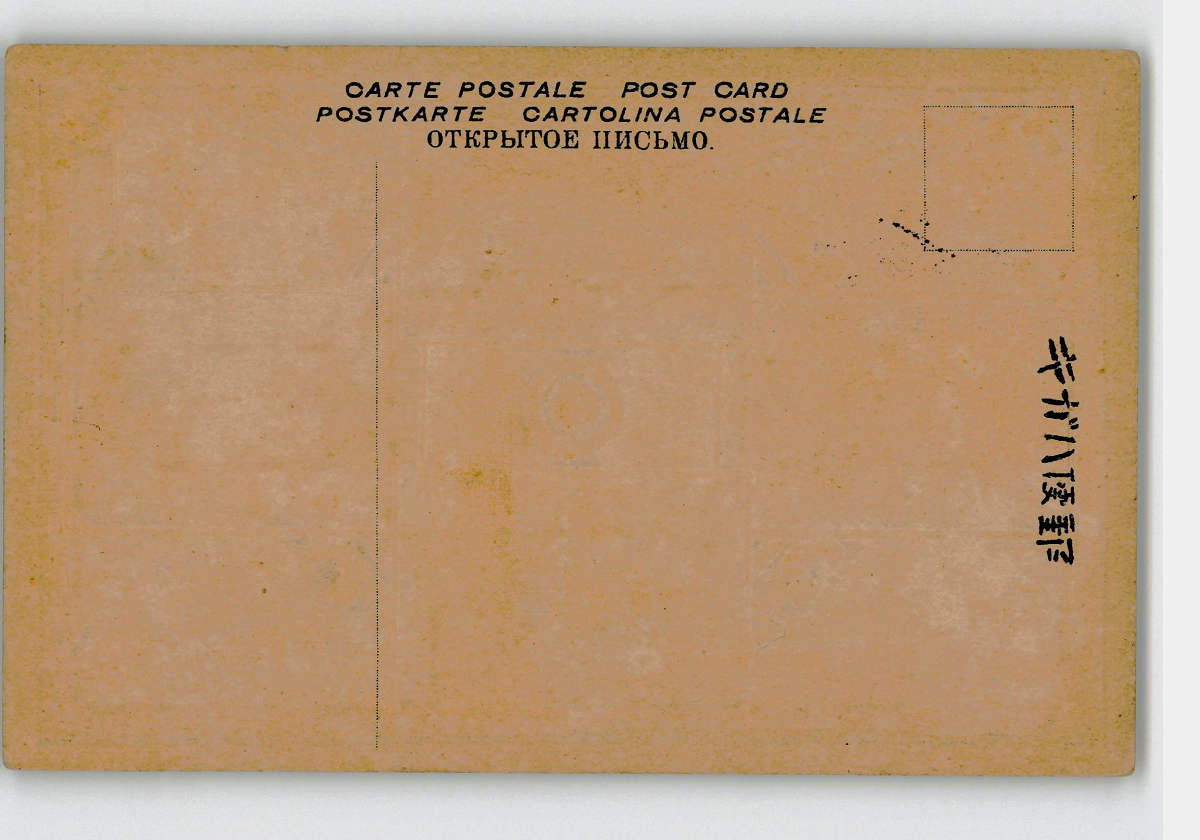 CARTE POSTALE POST CARD
POSTKARTE CARTOLINA POSTALE
ОТКРЫТОЕ ПИСЬМО.